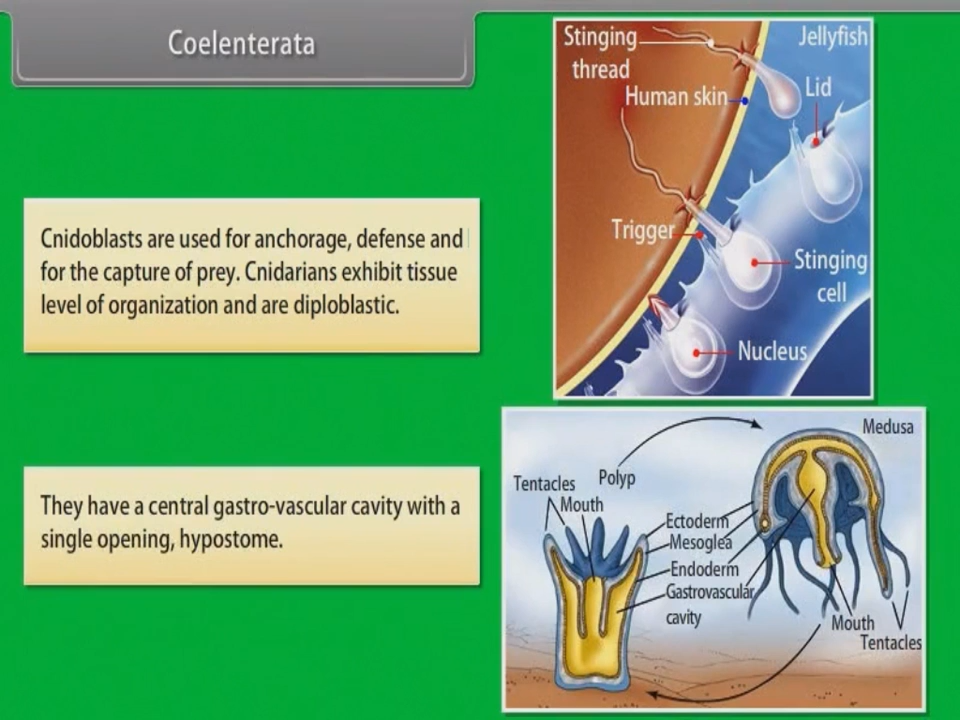 Coelenterata
Cnidoblasts are used for anchorage, defense and
for the capture of prey. Cnidarians exhibit tissue
level of organization and are diploblastic.
They have a central gastro-vascular cavity with a
single opening, hypostome.
Stinging
thread
Jellyfish
Human skin
Lid
Trigger
Stinging
cell
Nucleus
Medusa
Polyp
Tentacles
Mouth
Ectoderm
Mesoglea
Endoderm
Gastrovascular
cavity
Mouth
Tentacles